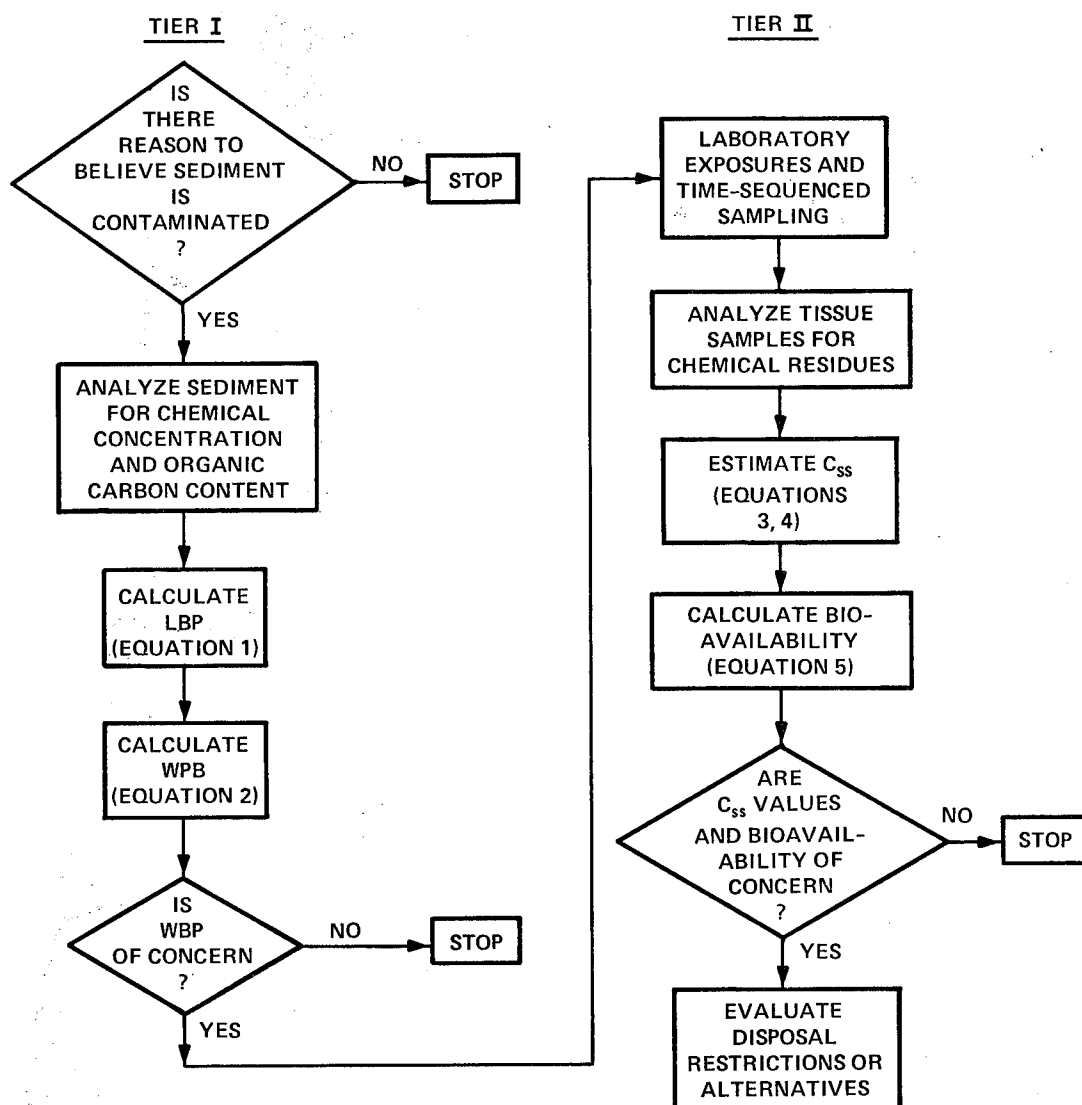 TIER I
IS
THERE
REASON TO
BELIEVE SEDIMENT
IS
CONTAMINATED
?
NO
STOP
YES
ANALYZE SEDIMENT
FOR CHEMICAL
CONCENTRATION
AND ORGANIC
CARBON CONTENT
CALCULATE
LBP
(EQUATION 1)
CALCULATE
WPB
(EQUATION 2)
IS
WBP
OF CONCERN
?
NO
STOP
YES
TIER II
LABORATORY
EXPOSURES AND
TIME-SEQUENCED
SAMPLING
ANALYZE TISSUE
SAMPLES FOR
CHEMICAL RESIDUES
ESTIMATE Css
(EQUATIONS
3, 4)
CALCULATE BIO-
AVAILABILITY
(EQUATION 5)
ARE
Css VALUES
AND BIOAVAIL-
ABILITY OF
CONCERN
?
NO
STOP
YES
EVALUATE
DISPOSAL
RESTRICTIONS OR
ALTERNATIVES